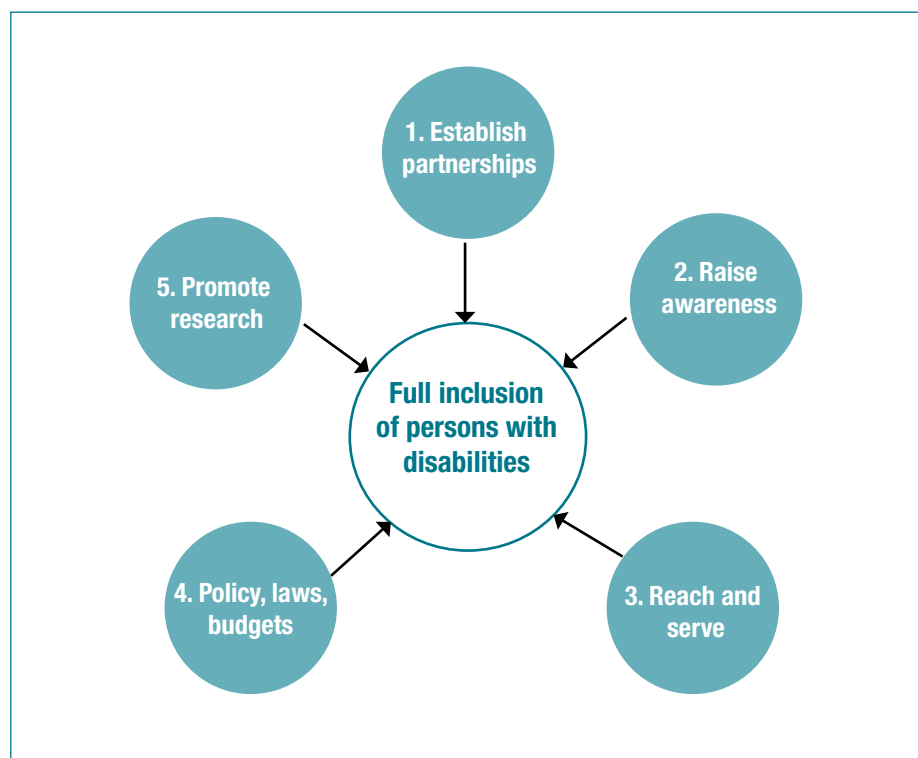 1. Establish
partnerships
2. Raise
awareness
3. Reach and
serve
4. Policy, laws,
budgets
5. Promote
research
Full inclusion
of persons with
disabilities